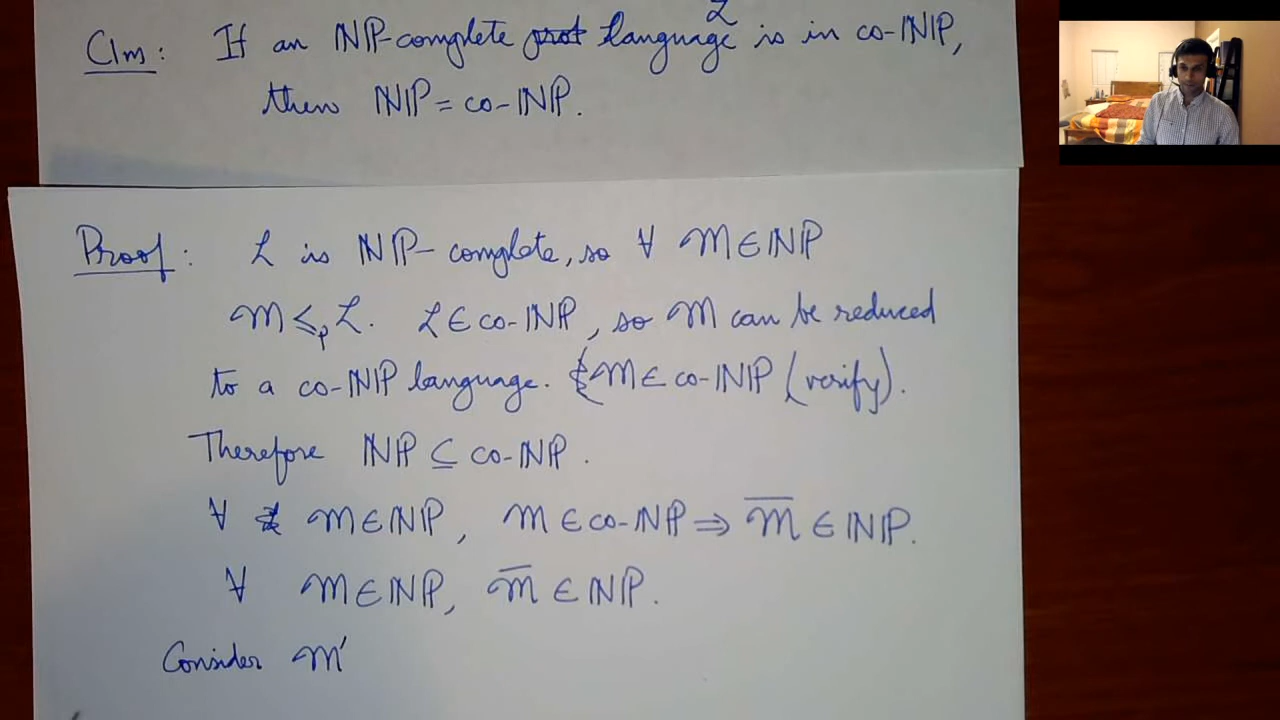 Clm: If an NP-complete prob language L is in co-NP,
then NP = co-NP.
Proof: L is NP-complete, so ∀ M ∈ NP
M ≤p L. L ∈ co-NP, so M can be reduced
to a co-NP language. {M ∈ co-NP (verify).
Therefore NP ⊆ co-NP.
∀ M ∈ NP, M ∈ co-NP ⇒ M̅ ∈ NP.
∀ M ∈ NP, M̅ ∈ NP.
Consider M'